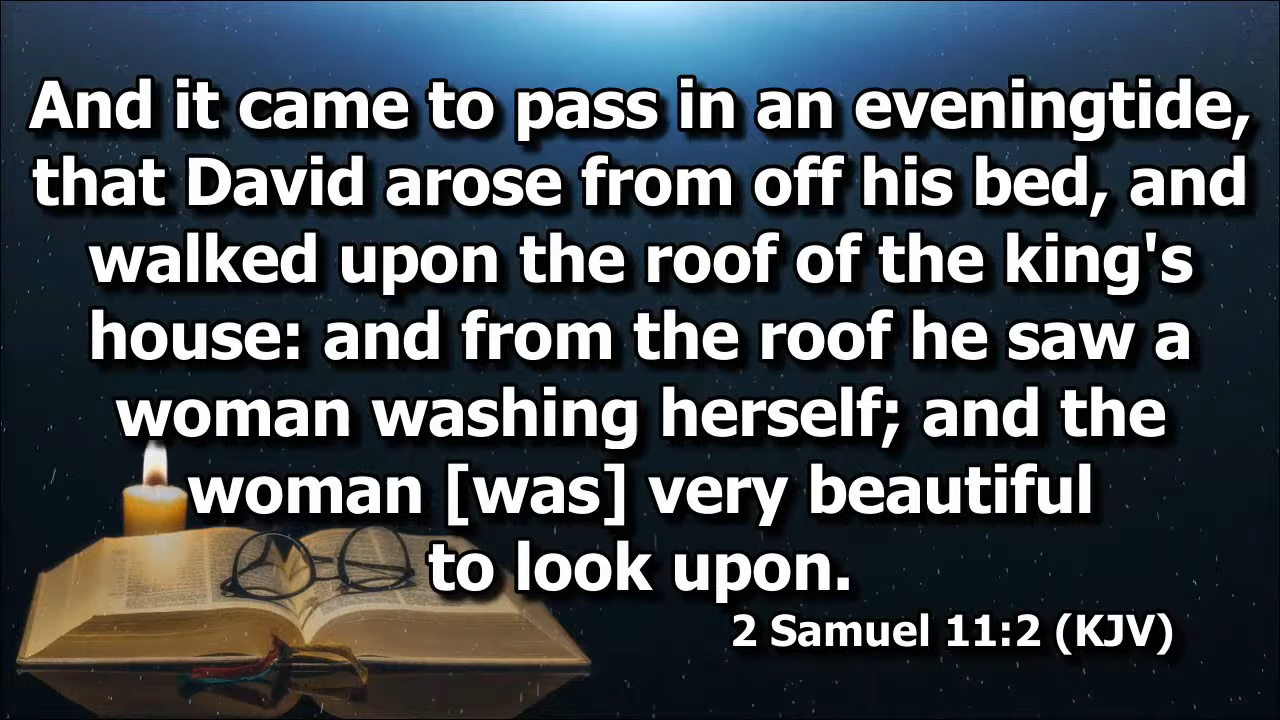 And it came to pass in an eveningtide,
that David arose from off his bed, and
walked upon the roof of the king's
house: and from the roof he saw a
woman washing herself; and the
woman [was] very beautiful
to look upon.
2 Samuel 11:2 (KJV)